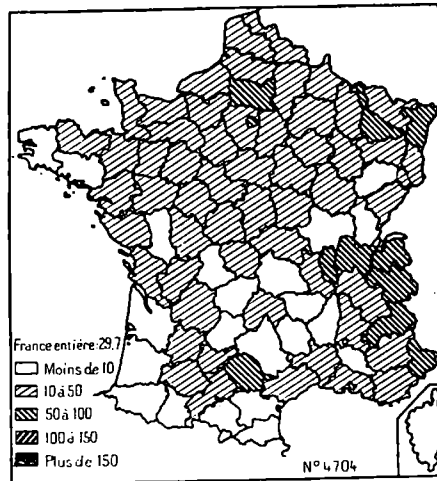 France entière:29.7
Moins de 10
10 à 50
50 à 100
100 à 150
Plus de 150
N° 4704